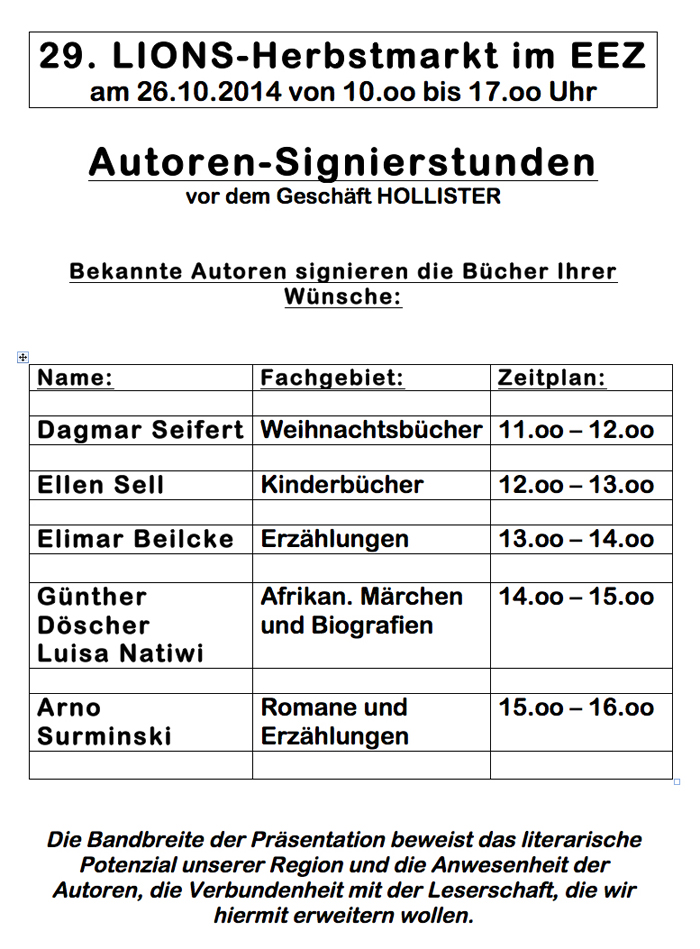 29. LIONS-Herbstmarkt im EEZ
am 26.10.2014 von 10.oo bis 17.oo Uhr
Autoren-Signierstunden
vor dem Geschäft HOLLISTER
Bekannte Autoren signieren die Bücher Ihrer
Wünsche:
Name: Fachgebiet: Zeitplan:
Dagmar Seifert Weihnachtsbücher 11.oo – 12.oo
Ellen Sell Kinderbücher 12.oo – 13.oo
Elimar Beilcke Erzählungen 13.oo – 14.oo
Günther Afrikan. Märchen 14.oo – 15.oo
Döscher und Biografien
Luisa Natiwi
Arno Romane und 15.oo – 16.oo
Surminski Erzählungen
Die Bandbreite der Präsentation beweist das literarische
Potenzial unserer Region und die Anwesenheit der
Autoren, die Verbundenheit mit der Leserschaft, die wir
hiermit erweitern wollen.